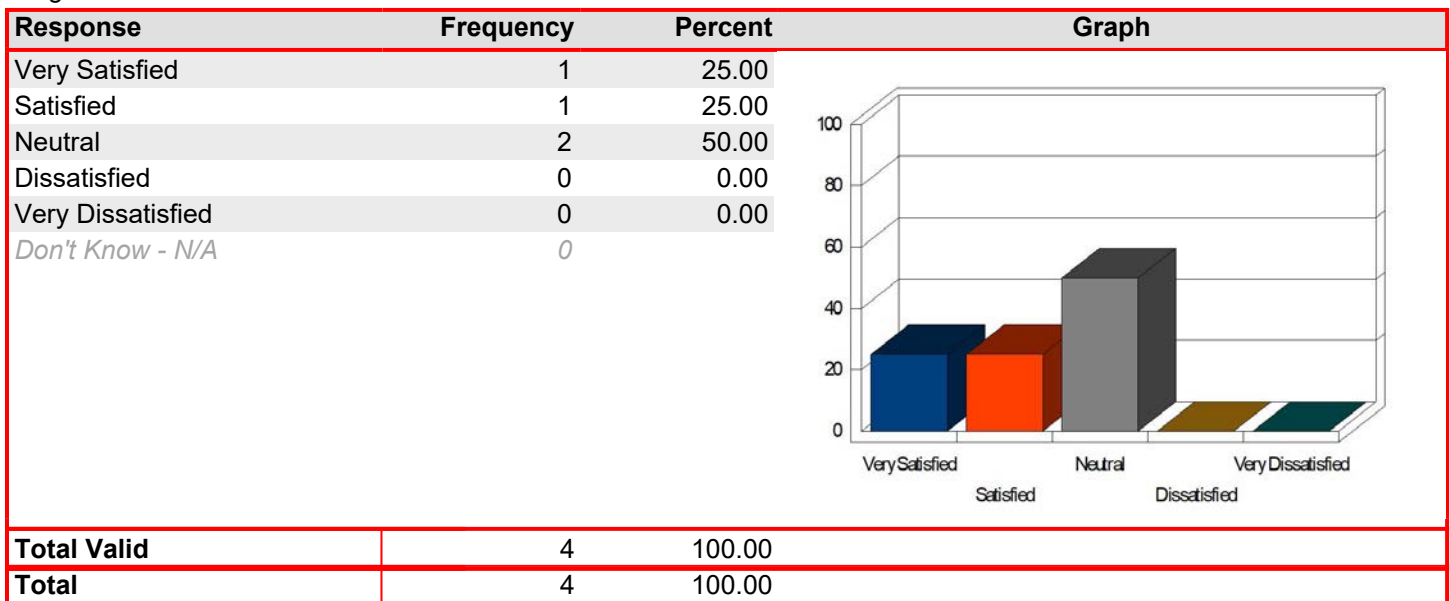 Response Frequency Percent Graph
Very Satisfied 1 25.00
Satisfied 1 25.00
Neutral 2 50.00
Dissatisfied 0 0.00
Very Dissatisfied 0 0.00
Don't Know - N/A 0
100
80
60
40
20
0
Very Satisfied Neutral Very Dissatisfied
Satisfied Dissatisfied
Total Valid 4 100.00
Total 4 100.00